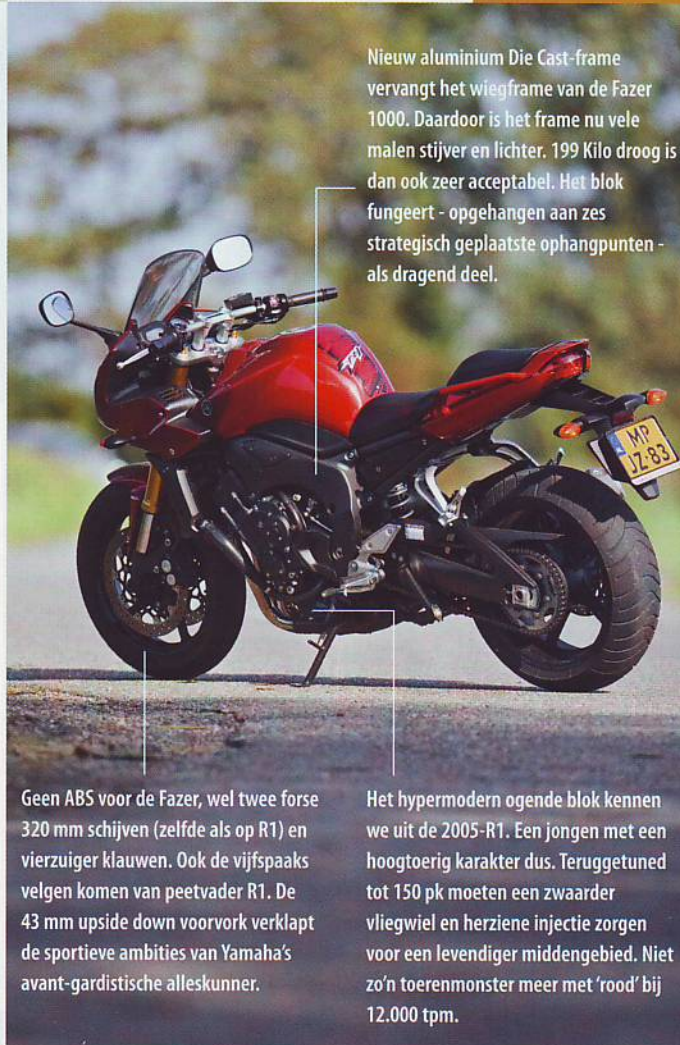 Nieuw aluminium Die Cast-frame
vervangt het wiegframe van de Fazer
1000. Daardoor is het frame nu vele
malen stijver en lichter. 199 Kilo droog is
dan ook zeer acceptabel. Het blok
fungeert - opgehangen aan zes
strategisch geplaatste ophangpunten -
als dragend deel.
FZ1
MP
JZ-83
Geen ABS voor de Fazer, wel twee forse
320 mm schijven (zelfde als op R1) en
vierzuiger klauwen. Ook de vijfspaaks
velgen komen van peetvader R1. De
43 mm upside down voorvork verklapt
de sportieve ambities van Yamaha's
avant-gardistische alleskunner.
Het hypermodern ogende blok kennen
we uit de 2005-R1. Een jongen met een
hoogtoerig karakter dus. Teruggetuned
tot 150 pk moeten een zwaarder
vliegwiel en herziene injectie zorgen
voor een levendiger middengebied. Niet
zo'n toerenmonster meer met 'rood' bij
12.000 tpm.